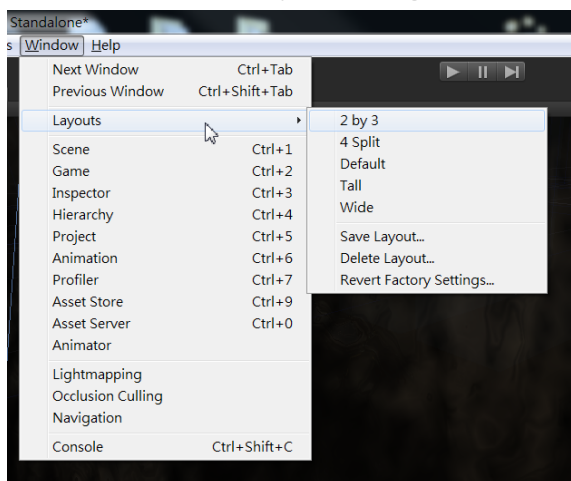 Standalone*
s Window Help
Next Window Ctrl+Tab
Previous Window Ctrl+Shift+Tab
Layouts
Scene Ctrl+1
Game Ctrl+2
Inspector Ctrl+3
Hierarchy Ctrl+4
Project Ctrl+5
Animation Ctrl+6
Profiler Ctrl+7
Asset Store Ctrl+9
Asset Server Ctrl+0
Animator
Lightmapping
Occlusion Culling
Navigation
Console Ctrl+Shift+C
2 by 3
4 Split
Default
Tall
Wide
Save Layout...
Delete Layout...
Revert Factory Settings...